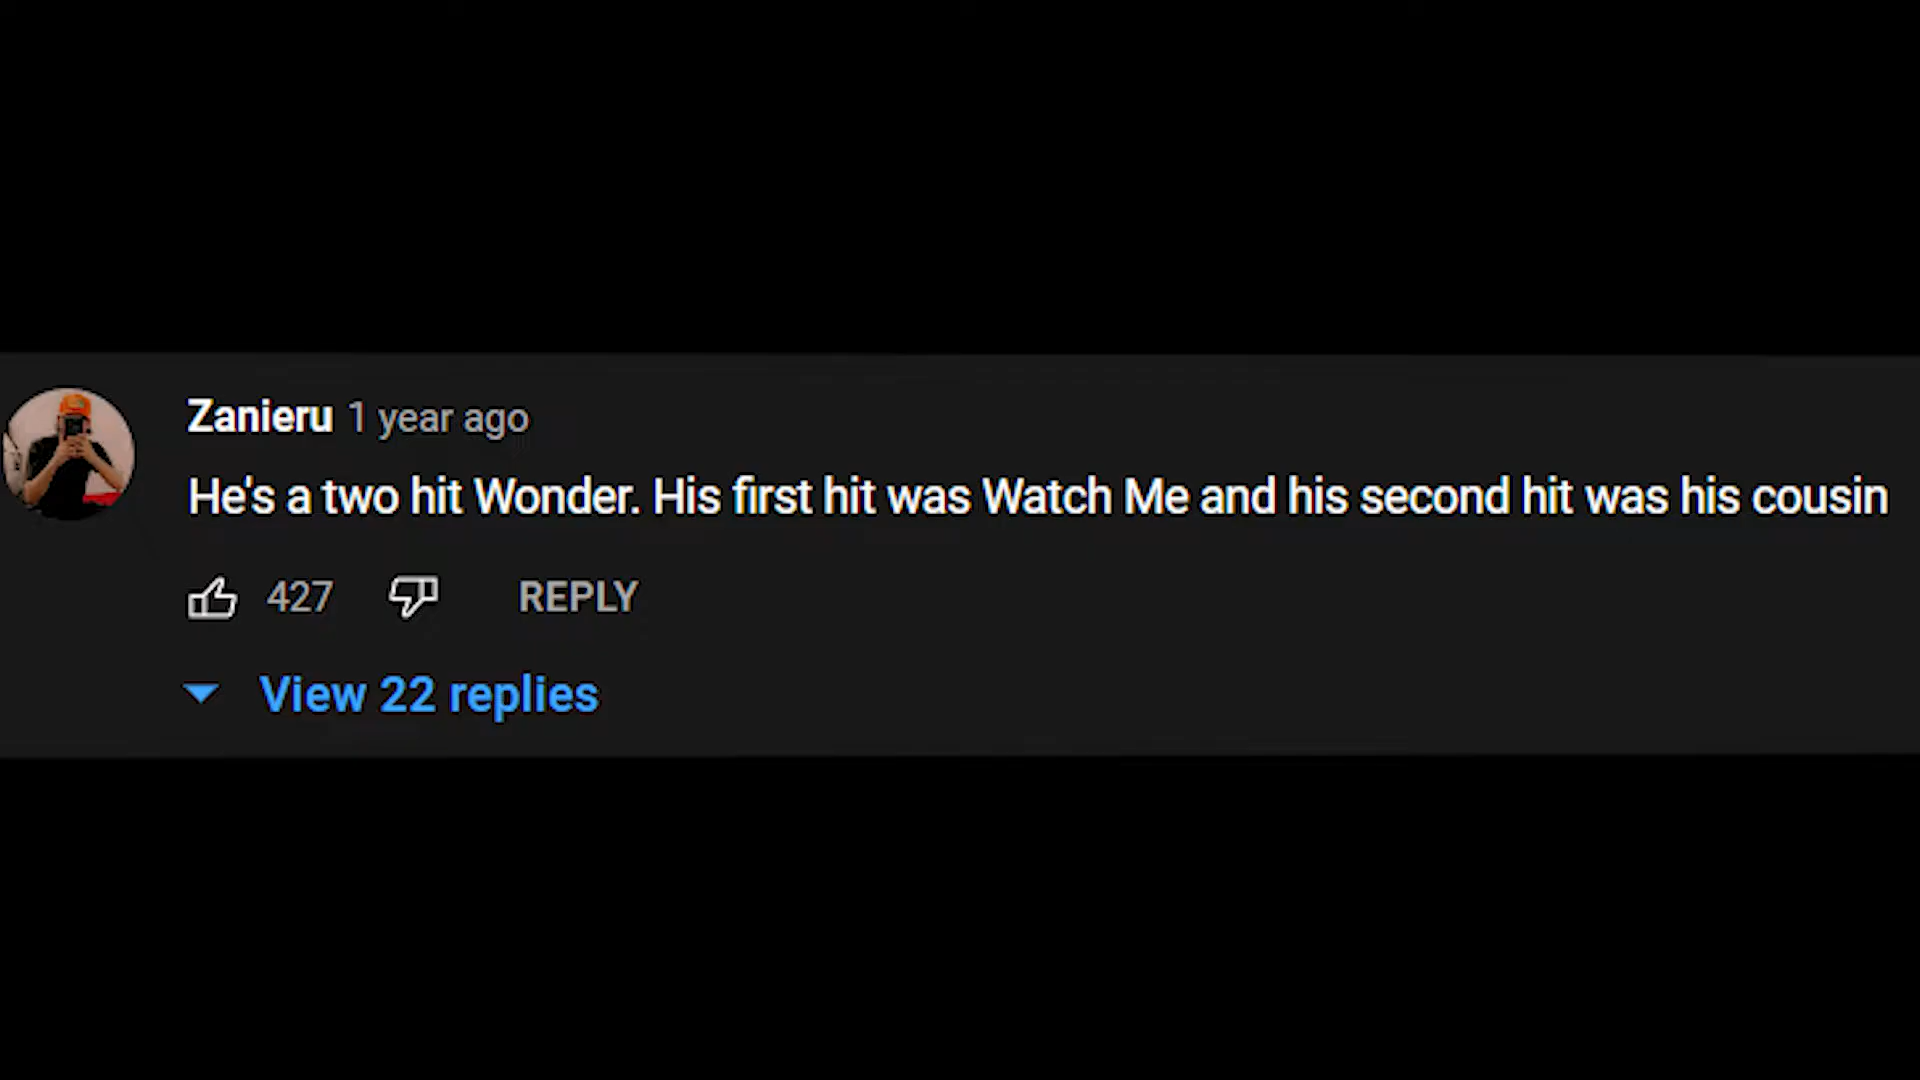 Zanieru 1 year ago
He's a two hit Wonder. His first hit was Watch Me and his second hit was his cousin
427 REPLY
View 22 replies